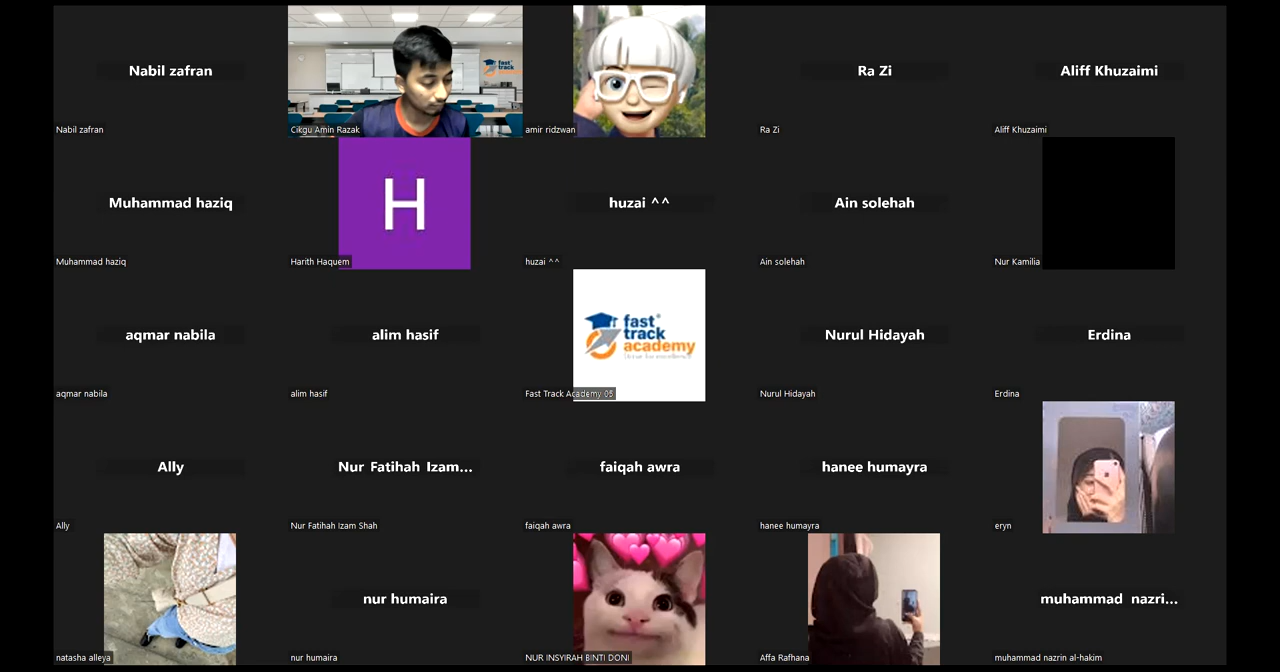 Nabil zafran
Nabil zafran
fast
track
Cikgu Amin Razak
amir ridzwan
Ra Zi
Ra Zi
Aliff Khuzaimi
Aliff Khuzaimi
Muhammad haziq
Muhammad haziq
H
Harith Haquem
huzai ^^
huzai ^^
Ain solehah
Ain solehah
Nur Kamilia
aqmar nabila
aqmar nabila
alim hasif
alim hasif
fast
track
academy
Fast Track Academy 05
Nurul Hidayah
Nurul Hidayah
Erdina
Erdina
Ally
Ally
Nur Fatihah Izam...
Nur Fatihah Izam Shah
faiqah awra
faiqah awra
hanee humayra
hanee humayra
eryn
natasha alleya
nur humaira
nur humaira
NUR INSYIRAH BINTI DONI
Affa Rafhana
muhammad nazri...
muhammad nazrin al-hakim